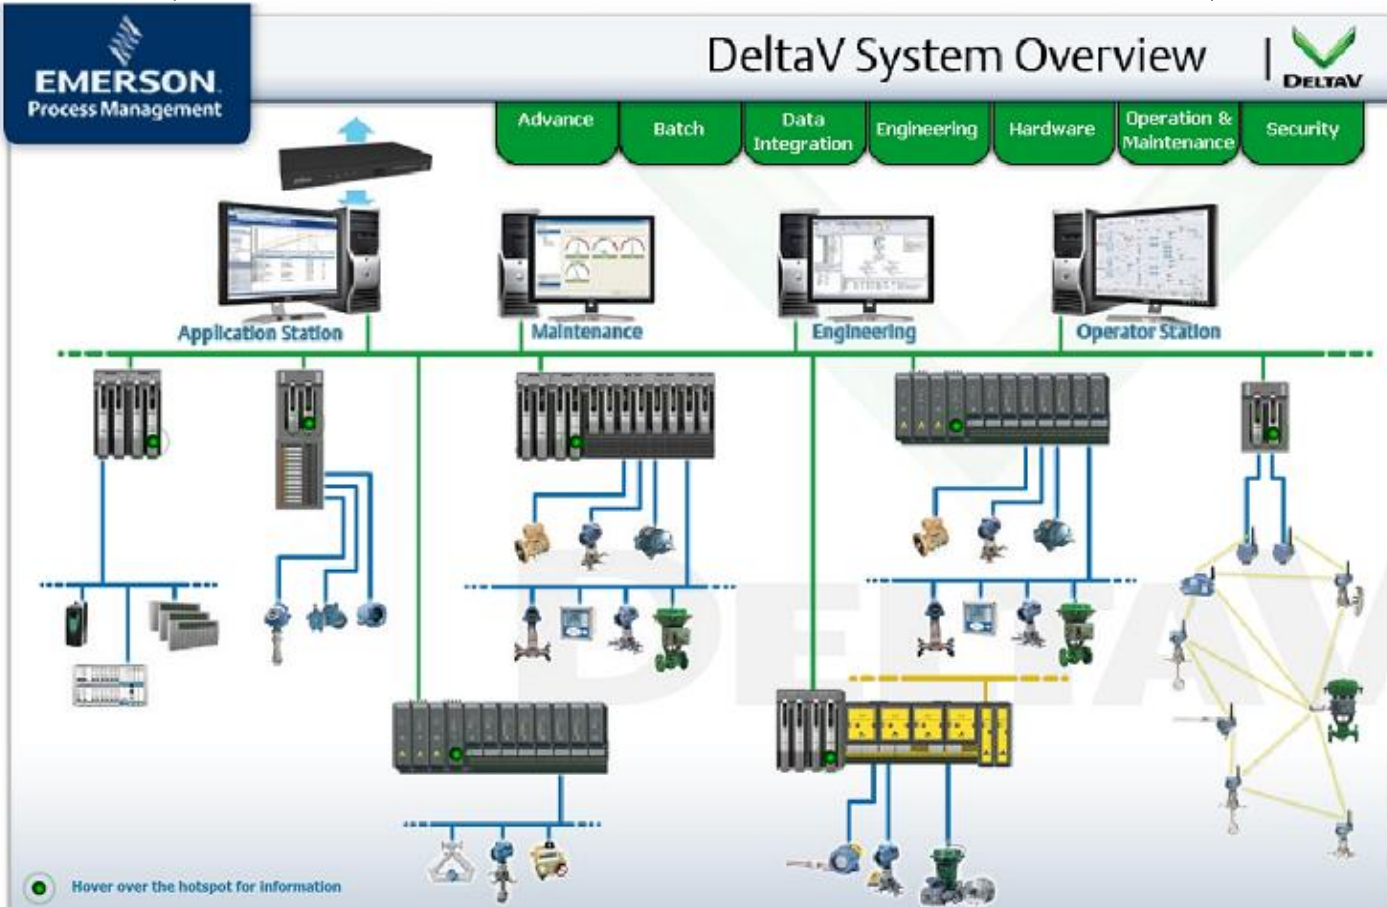 EMERSON
Process Management
DeltaV System Overview
DELTAV
Advance
Batch
Data
Integration
Engineering
Hardware
Operation &
Maintenance
Security
Application Station
Maintenance
Engineering
Operator Station
DELTAV
Hover over the hotspot for information